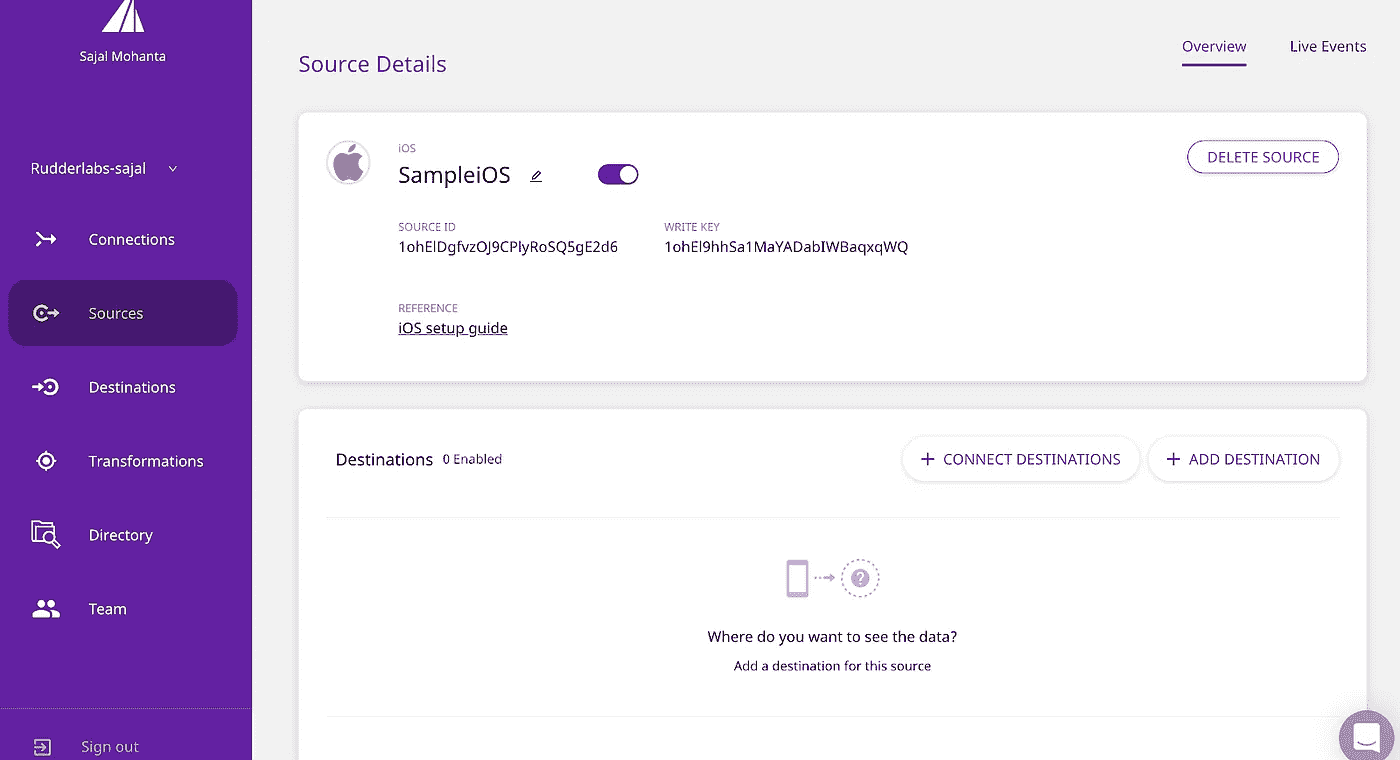 Sajal Mohanta
Rudderlabs-sajal
Connections
Sources
Destinations
Transformations
Directory
Team
Sign out
Source Details
Overview
Live Events
iOS
SampleiOS
DELETE SOURCE
SOURCE ID
WRITE KEY
1ohElDgfvzOJ9CPlyRoSQ5gE2d6
1ohEl9hhSa1MaYADabIWBaqxqWQ
REFERENCE
iOS setup guide
Destinations 0 Enabled
+ CONNECT DESTINATIONS
+ ADD DESTINATION
?
Where do you want to see the data?
Add a destination for this source